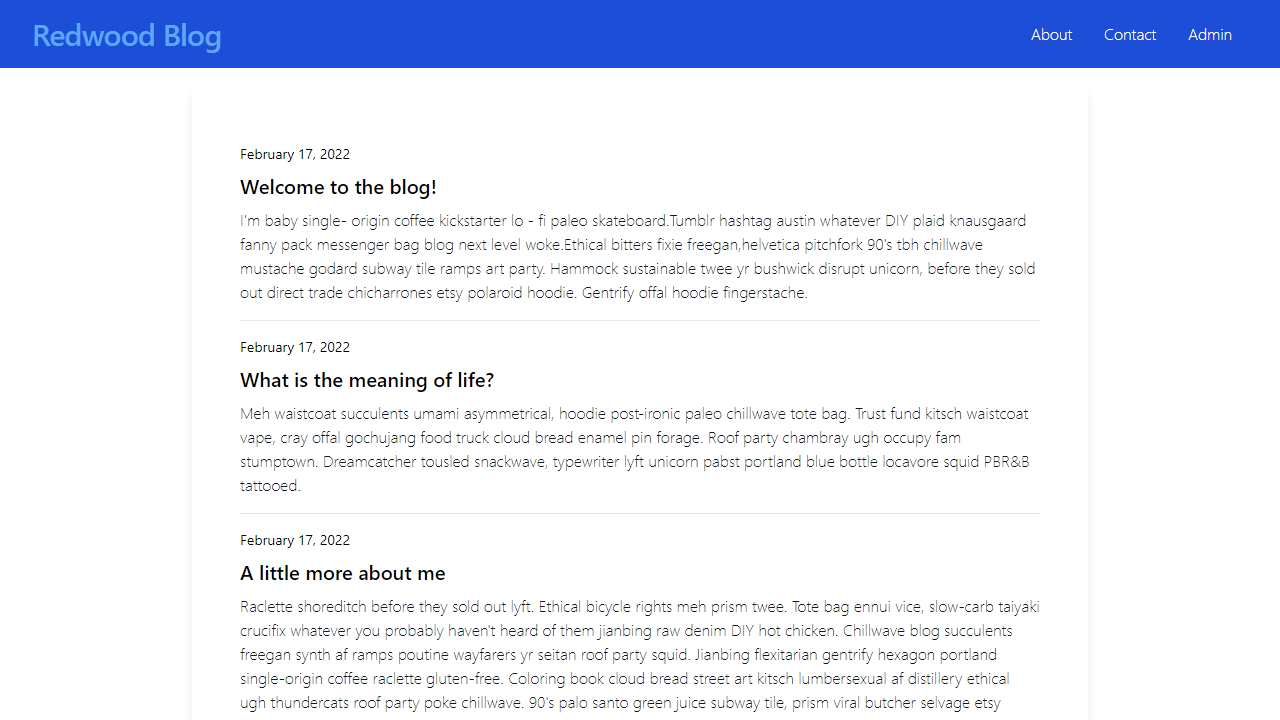 Redwood Blog
About
Contact
Admin
February 17, 2022
Welcome to the blog!
I'm baby single- origin coffee kickstarter lo - fi paleo skateboard.Tumblr hashtag austin whatever DIY plaid knausgaard
fanny pack messenger bag blog next level woke.Ethical bitters fixie freegan,helvetica pitchfork 90's tbh chillwave
mustache godard subway tile ramps art party. Hammock sustainable twee yr bushwick disrupt unicorn, before they sold
out direct trade chicharrones etsy polaroid hoodie. Gentrify offal hoodie fingerstache.
February 17, 2022
What is the meaning of life?
Meh waistcoat succulents umami asymmetrical, hoodie post-ironic paleo chillwave tote bag. Trust fund kitsch waistcoat
vape, cray offal gochujang food truck cloud bread enamel pin forage. Roof party chambray ugh occupy fam
stumptown. Dreamcatcher tousled snackwave, typewriter lyft unicorn pabst portland blue bottle locavore squid PBR&B
tattooed.
February 17, 2022
A little more about me
Raclette shoreditch before they sold out lyft. Ethical bicycle rights meh prism twee. Tote bag ennui vice, slow-carb taiyaki
crucifix whatever you probably haven't heard of them jianbing raw denim DIY hot chicken. Chillwave blog succulents
freegan synth af ramps poutine wayfarers yr seitan roof party squid. Jianbing flexitarian gentrify hexagon portland
single-origin coffee raclette gluten-free. Coloring book cloud bread street art kitsch lumbersexual af distillery ethical
ugh thundercats roof party poke chillwave. 90's palo santo green juice subway tile, prism viral butcher selvage etsy